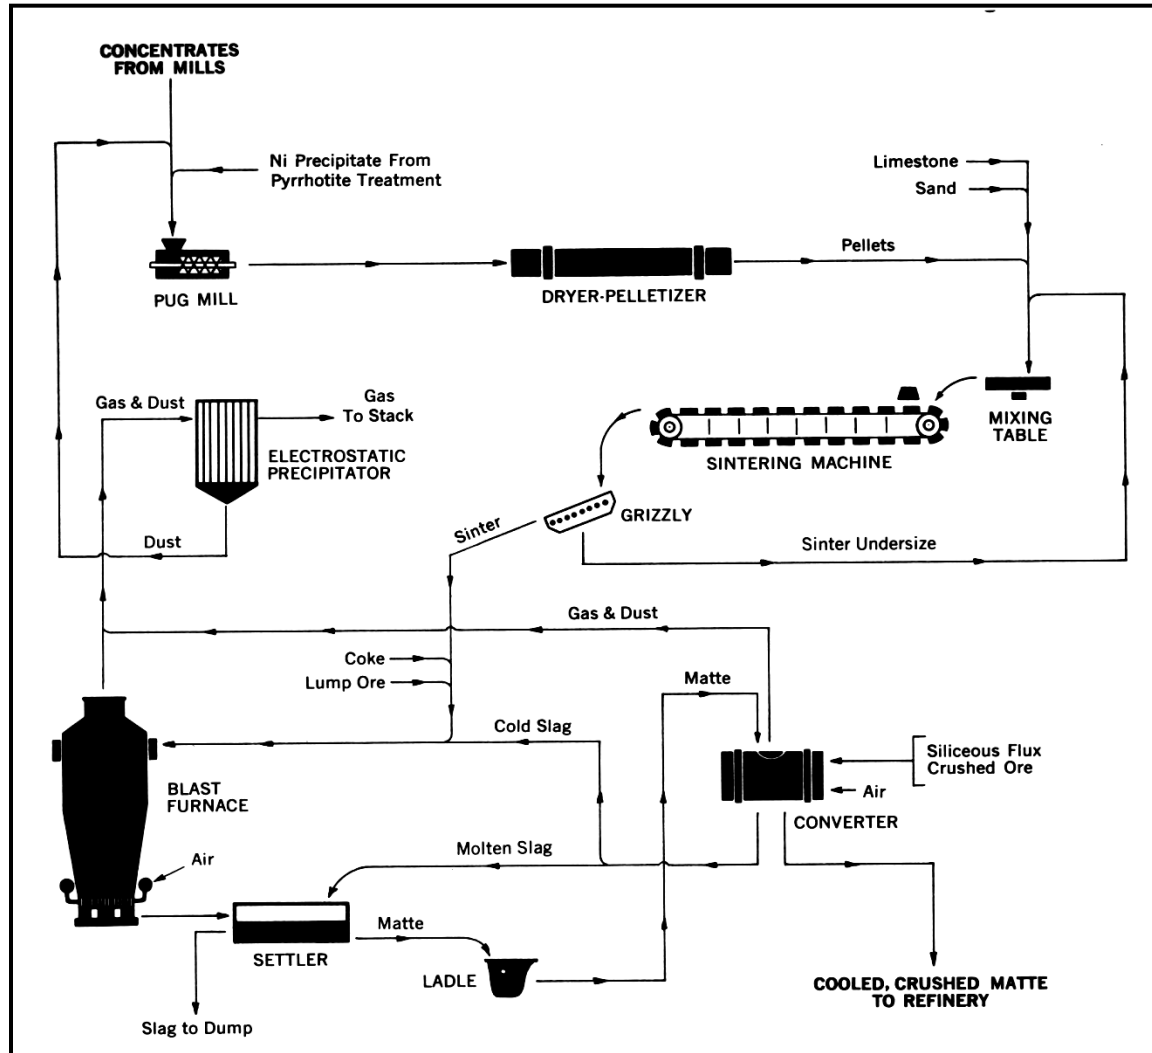 CONCENTRATES
FROM MILLS
Ni Precipitate From
Pyrrhotite Treatment
Limestone
Sand
Pellets
PUG MILL
DRYER-PELLETIZER
Gas & Dust
Gas
To Stack
MIXING
TABLE
ELECTROSTATIC
PRECIPITATOR
SINTERING MACHINE
GRIZZLY
Sinter
Dust
Sinter Undersize
Gas & Dust
Coke
Lump Ore
Matte
Cold Slag
Siliceous Flux
Crushed Ore
Air
BLAST
FURNACE
CONVERTER
Molten Slag
Air
Matte
SETTLER
LADLE
COOLED, CRUSHED MATTE
TO REFINERY
Slag to Dump